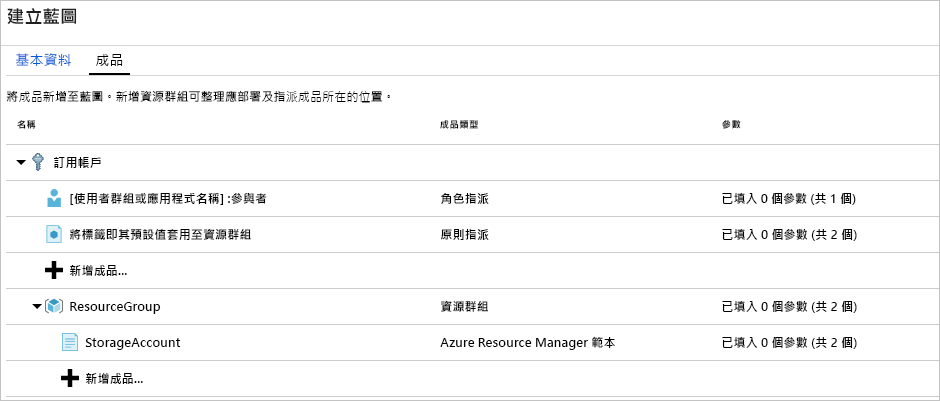 建立藍圖
基本資料 成品
將成品新增至藍圖。新增資源群組可整理應部署及指派成品所在的位置。
名稱 成品類型 參數
訂用帳戶
[使用者群組或應用程式名稱] :參與者 角色指派 已填入 0 個參數 (共 1 個)
將標籤即其預設值套用至資源群組 原則指派 已填入 0 個參數 (共 2 個)
新增成品...
ResourceGroup 資源群組 已填入 0 個參數 (共 2 個)
StorageAccount Azure Resource Manager 範本 已填入 0 個參數 (共 2 個)
新增成品...